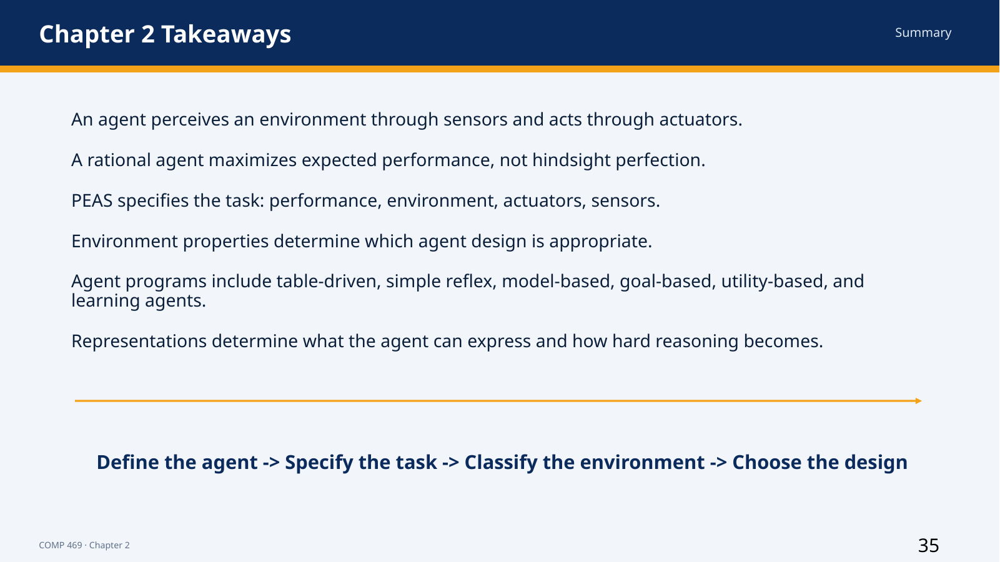 Chapter 2 Takeaways
Summary
An agent perceives an environment through sensors and acts through actuators.
A rational agent maximizes expected performance, not hindsight perfection.
PEAS specifies the task: performance, environment, actuators, sensors.
Environment properties determine which agent design is appropriate.
Agent programs include table-driven, simple reflex, model-based, goal-based, utility-based, and
learning agents.
Representations determine what the agent can express and how hard reasoning becomes.
Define the agent -> Specify the task -> Classify the environment -> Choose the design
COMP 469 · Chapter 2
35